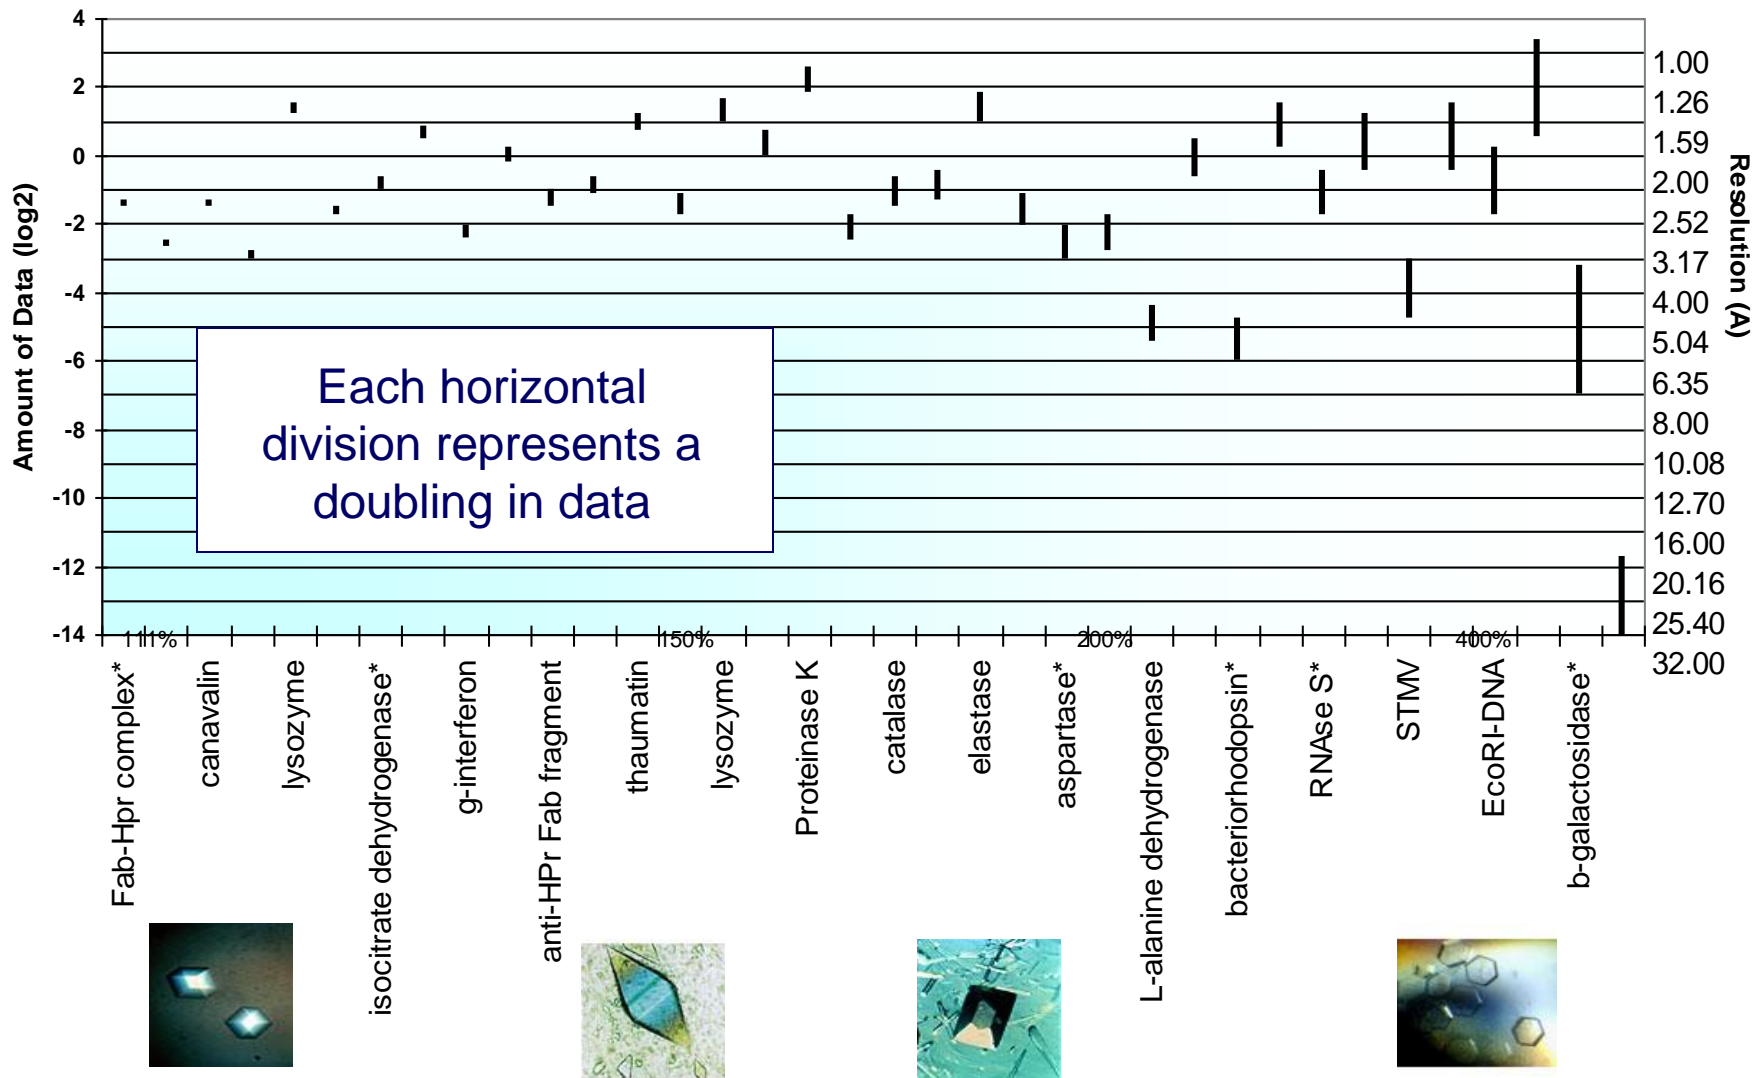 4
2
0
-2
-4
-6
-8
-10
-12
-14
Amount of Data (log2)
1.00
1.26
1.59
2.00
2.52
3.17
4.00
5.04
6.35
8.00
10.08
12.70
16.00
20.16
25.40
32.00
Resolution (A)
Each horizontal
division represents a
doubling in data
111%
150%
200%
400%
Fab-Hpr complex*
canavalin
lysozyme
isocitrate dehydrogenase*
g-interferon
anti-HPr Fab fragment
thaumatin
lysozyme
Proteinase K
catalase
elastase
aspartase*
L-alanine dehydrogenase
bacteriorhodopsin*
RNAse S*
STMV
EcoRI-DNA
b-galactosidase*